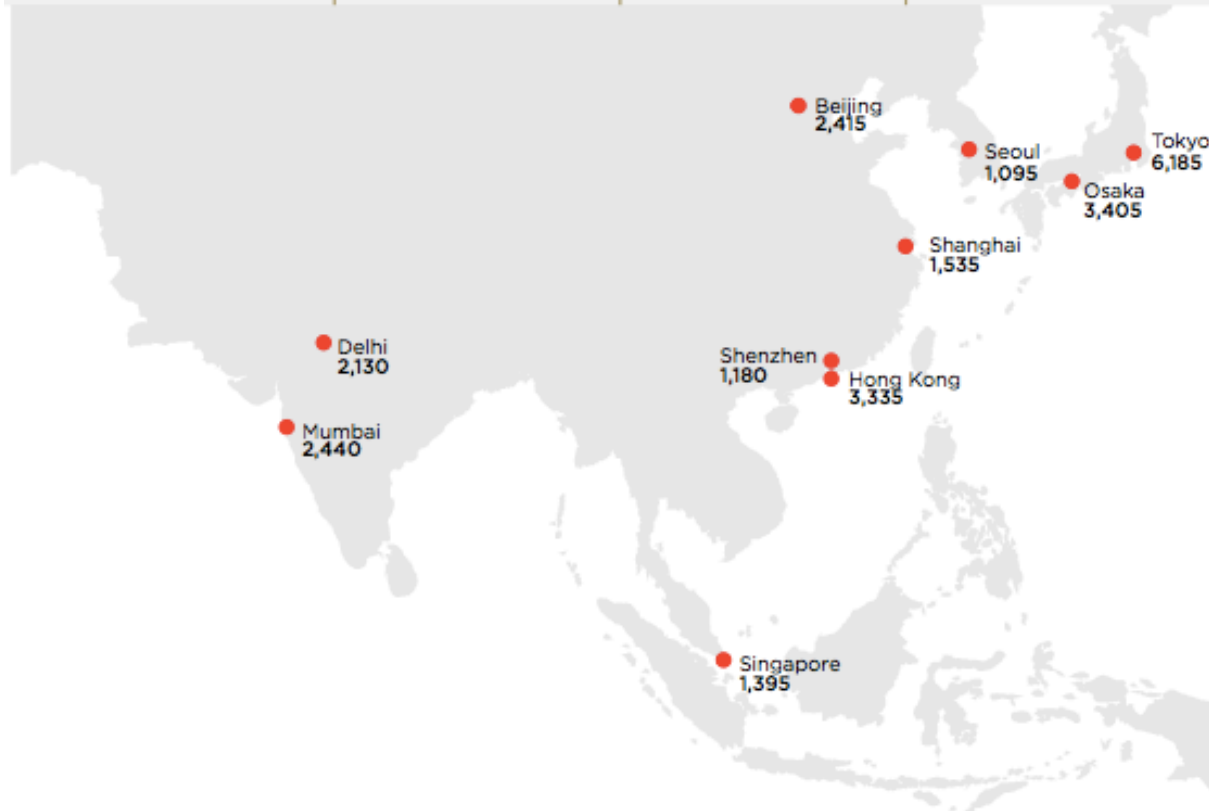 Beijing
2,415
Seoul
1,095
Tokyo
6,185
Osaka
3,405
Shanghai
1,535
Delhi
2,130
Shenzhen
1,180
Hong Kong
3,335
Mumbai
2,440
Singapore
1,395